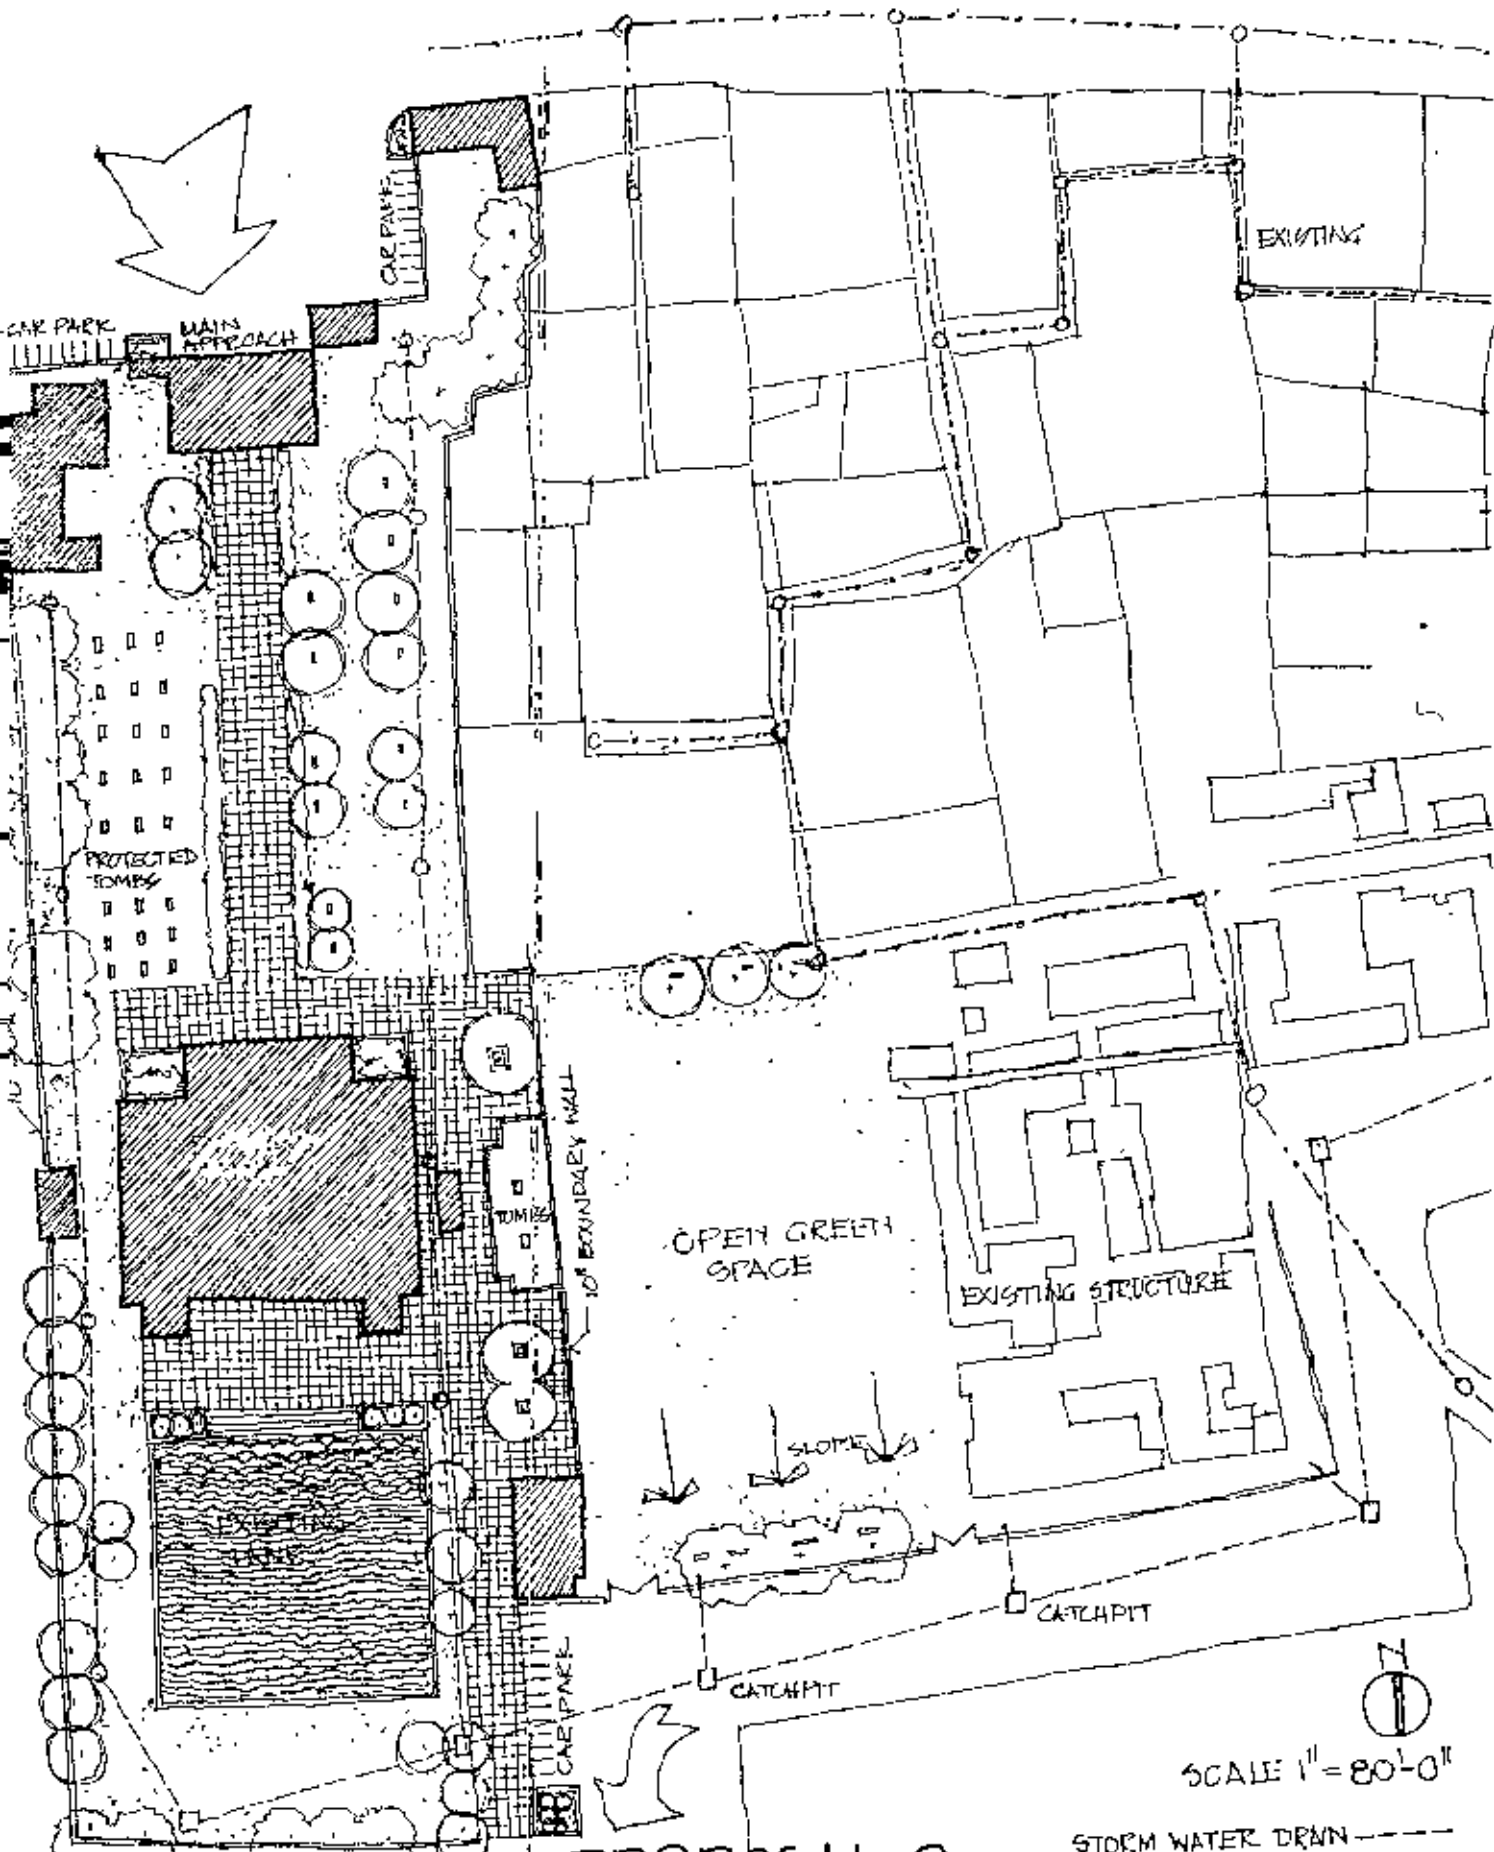 CAR PARK
EXISTING
CAR PARK
MAIN
APPROACH
PROTECTED
TOMBS
10" BOUNDARY WALL
TOMBS
OPEN GREEN
SPACE
EXISTING STRUCTURE
SLOPE
EXISTING
CATCHPIT
CATCHPIT
CAR PARK
N
SCALE 1" = 80'-0"
STORM WATER DRAIN